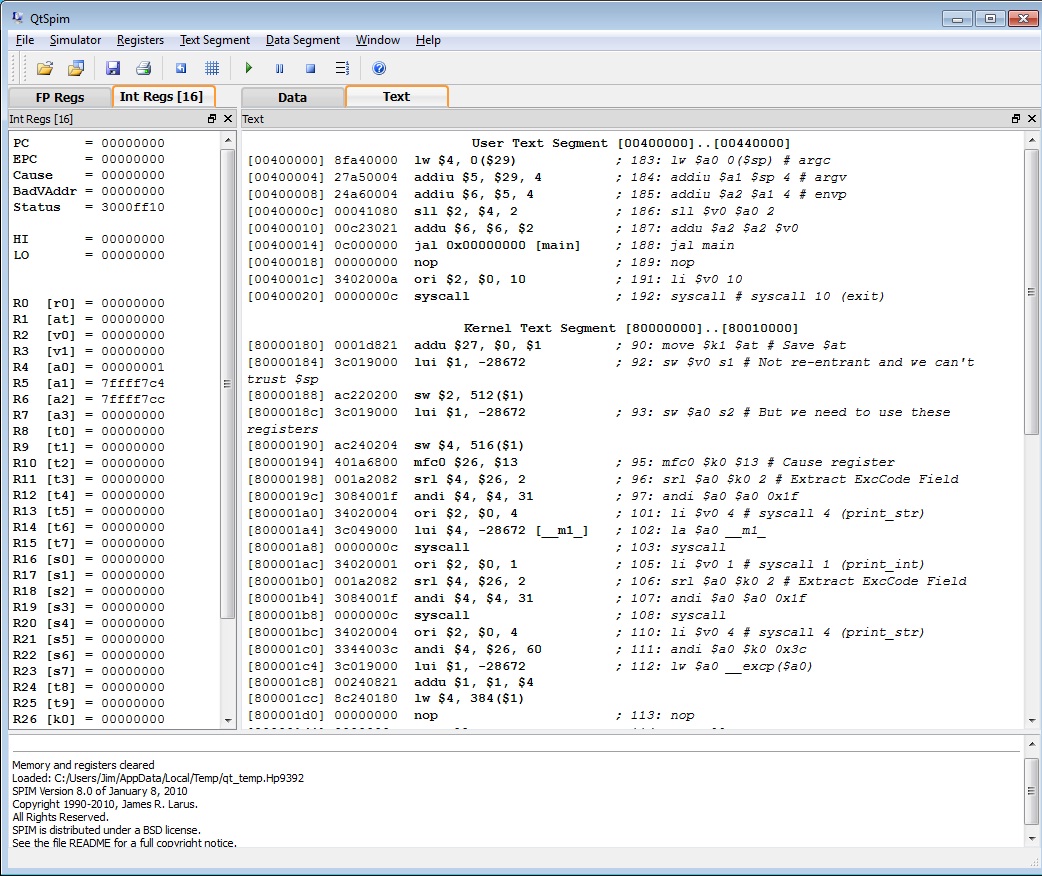 QtSpim
File Simulator Registers Text Segment Data Segment Window Help
FP Regs Int Regs [16] Data Text
Int Regs [16]
PC = 00000000
EPC = 00000000
Cause = 00000000
BadVAddr = 00000000
Status = 3000ff10
HI = 00000000
LO = 00000000
R0 [r0] = 00000000
R1 [at] = 00000000
R2 [v0] = 00000000
R3 [v1] = 00000000
R4 [a0] = 00000001
R5 [a1] = 7ffff7c4
R6 [a2] = 7ffff7cc
R7 [a3] = 00000000
R8 [t0] = 00000000
R9 [t1] = 00000000
R10 [t2] = 00000000
R11 [t3] = 00000000
R12 [t4] = 00000000
R13 [t5] = 00000000
R14 [t6] = 00000000
R15 [t7] = 00000000
R16 [s0] = 00000000
R17 [s1] = 00000000
R18 [s2] = 00000000
R19 [s3] = 00000000
R20 [s4] = 00000000
R21 [s5] = 00000000
R22 [s6] = 00000000
R23 [s7] = 00000000
R24 [t8] = 00000000
R25 [t9] = 00000000
R26 [k0] = 00000000
Text
User Text Segment [00400000]..[00440000]
[00400000] 8fa40000 lw $4, 0($29) ; 183: lw $a0 0($sp) # argc
[00400004] 27a50004 addiu $5, $29, 4 ; 184: addiu $a1 $sp 4 # argv
[00400008] 24a60004 addiu $6, $5, 4 ; 185: addiu $a2 $a1 4 # envp
[0040000c] 00041080 sll $2, $4, 2 ; 186: sll $v0 $a0 2
[00400010] 00c23021 addu $6, $6, $2 ; 187: addu $a2 $a2 $v0
[00400014] 0c000000 jal 0x00000000 [main] ; 188: jal main
[00400018] 00000000 nop ; 189: nop
[0040001c] 3402000a ori $2, $0, 10 ; 191: li $v0 10
[00400020] 0000000c syscall ; 192: syscall # syscall 10 (exit)
Kernel Text Segment [80000000]..[80010000]
[80000180] 0001d821 addu $27, $0, $1 ; 90: move $k1 $at # Save $at
[80000184] 3c019000 lui $1, -28672 ; 92: sw $v0 s1 # Not re-entrant and we can't
trust $sp
[80000188] ac220200 sw $2, 512($1)
[8000018c] 3c019000 lui $1, -28672 ; 93: sw $a0 s2 # But we need to use these
registers
[80000190] ac240204 sw $4, 516($1)
[80000194] 401a6800 mfc0 $26, $13 ; 95: mfc0 $k0 $13 # Cause register
[80000198] 001a2082 srl $4, $26, 2 ; 96: srl $a0 $k0 2 # Extract ExcCode Field
[8000019c] 3084001f andi $4, $4, 31 ; 97: andi $a0 $a0 0x1f
[800001a0] 34020004 ori $2, $0, 4 ; 101: li $v0 4 # syscall 4 (print_str)
[800001a4] 3c049000 lui $4, -28672 [__m1_] ; 102: la $a0 __m1_
[800001a8] 0000000c syscall ; 103: syscall
[800001ac] 34020001 ori $2, $0, 1 ; 105: li $v0 1 # syscall 1 (print_int)
[800001b0] 001a2082 srl $4, $26, 2 ; 106: srl $a0 $k0 2 # Extract ExcCode Field
[800001b4] 3084001f andi $4, $4, 31 ; 107: andi $a0 $a0 0x1f
[800001b8] 0000000c syscall ; 108: syscall
[800001bc] 34020004 ori $2, $0, 4 ; 110: li $v0 4 # syscall 4 (print_str)
[800001c0] 3344003c andi $4, $26, 60 ; 111: andi $a0 $k0 0x3c
[800001c4] 3c019000 lui $1, -28672 ; 112: lw $a0 __excp($a0)
[800001c8] 00240821 addu $1, $1, $4
[800001cc] 8c240180 lw $4, 384($1)
[800001d0] 00000000 nop ; 113: nop
Memory and registers cleared
Loaded: C:/Users/Jim/AppData/Local/Temp/qt_temp.Hp9392
SPIM Version 8.0 of January 8, 2010
Copyright 1990-2010, James R. Larus.
All Rights Reserved.
SPIM is distributed under a BSD license.
See the file README for a full copyright notice.